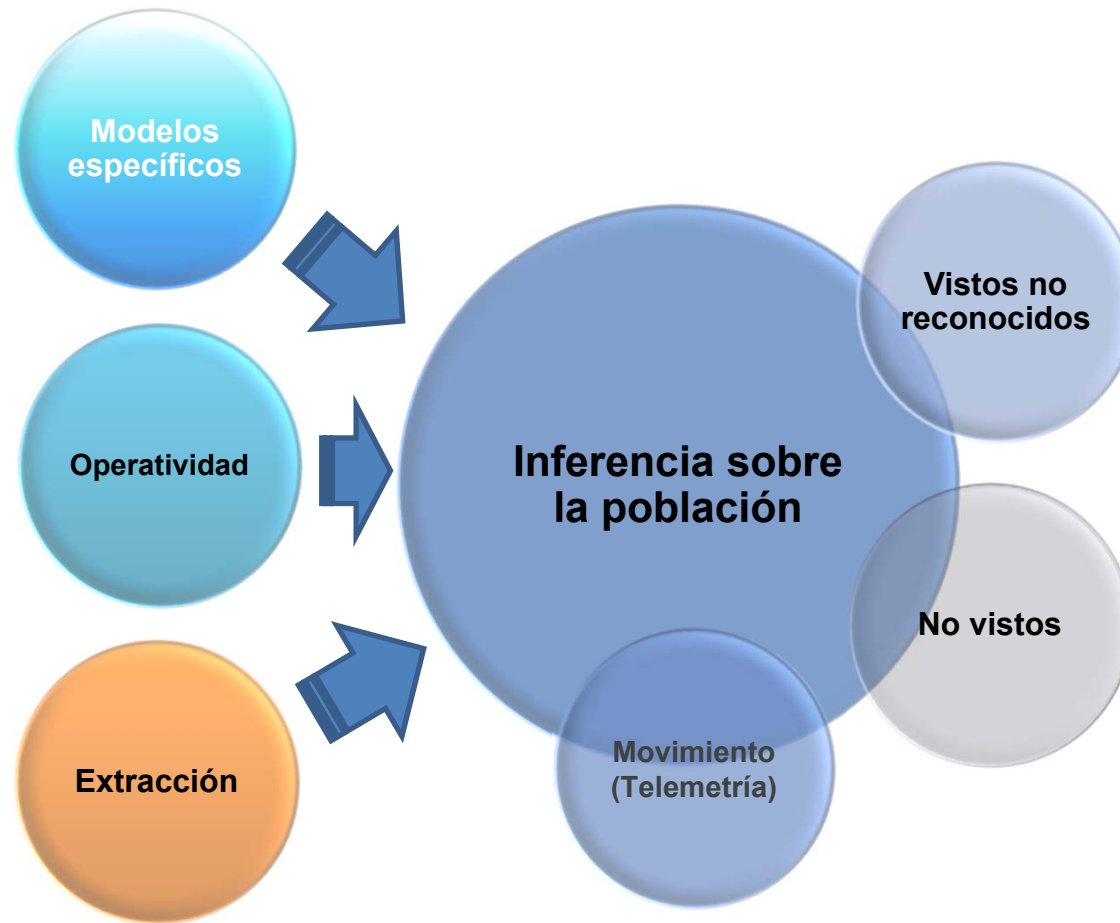 Modelos
específicos
Operatividad
Extracción
Inferencia sobre
la población
Vistos no
reconocidos
No vistos
Movimiento
(Telemetría)